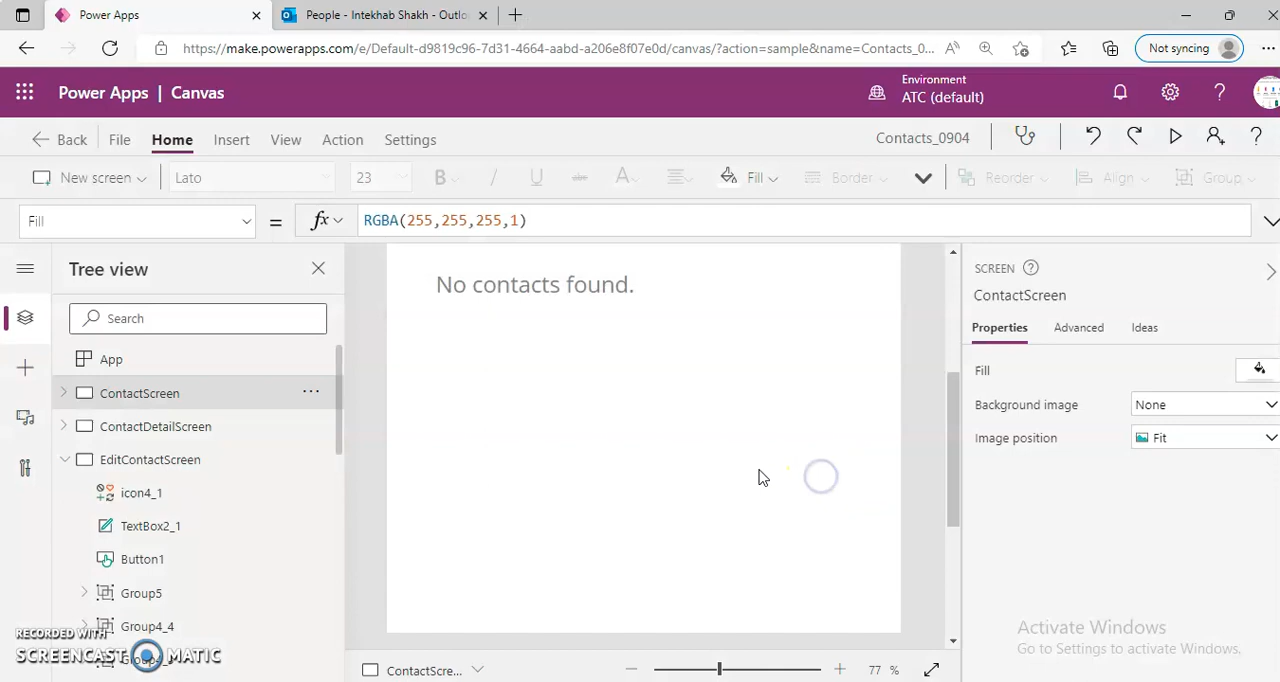 Power Apps
People - Intekhab Shakh - Outlo
https://make.powerapps.com/e/Default-d9819c96-7d31-4664-aabd-a206e8f07e0d/canvas/?action=sample&name=Contacts_0...
Not syncing
Power Apps | Canvas
Environment
ATC (default)
Back
File
Home
Insert
View
Action
Settings
Contacts_0904
New screen
Lato
23
B
I
U
abc
A
Fill
Border
Reorder
Align
Group
Fill
=
fx
RGBA(255,255,255,1)
Tree view
Search
App
ContactScreen
ContactDetailScreen
EditContactScreen
icon4_1
TextBox2_1
Button1
Group5
Group4_4
No contacts found.
SCREEN
ContactScreen
Properties
Advanced
Ideas
Fill
Background image
None
Image position
Fit
Activate Windows
Go to Settings to activate Windows.
RECORDED WITH
SCREENCAST MATIC
ContactScre...
77 %